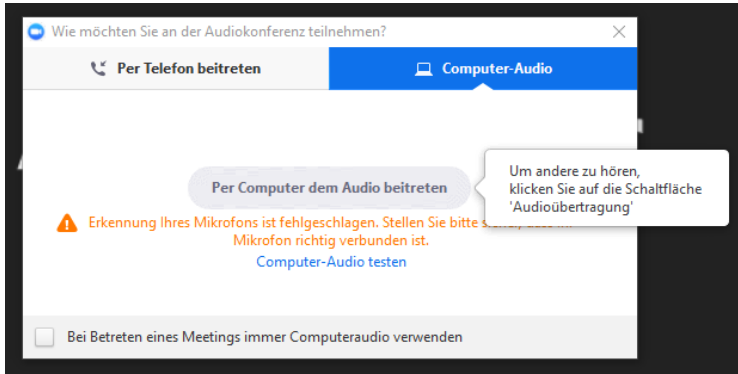 Wie möchten Sie an der Audiokonferenz teilnehmen?
Per Telefon beitreten
Computer-Audio
Per Computer dem Audio beitreten
Um andere zu hören,
klicken Sie auf die Schaltfläche
'Audioübertragung'
Erkennung Ihres Mikrofons ist fehlgeschlagen. Stellen Sie bitte
Mikrofon richtig verbunden ist.
Computer-Audio testen
Bei Betreten eines Meetings immer Computeraudio verwenden